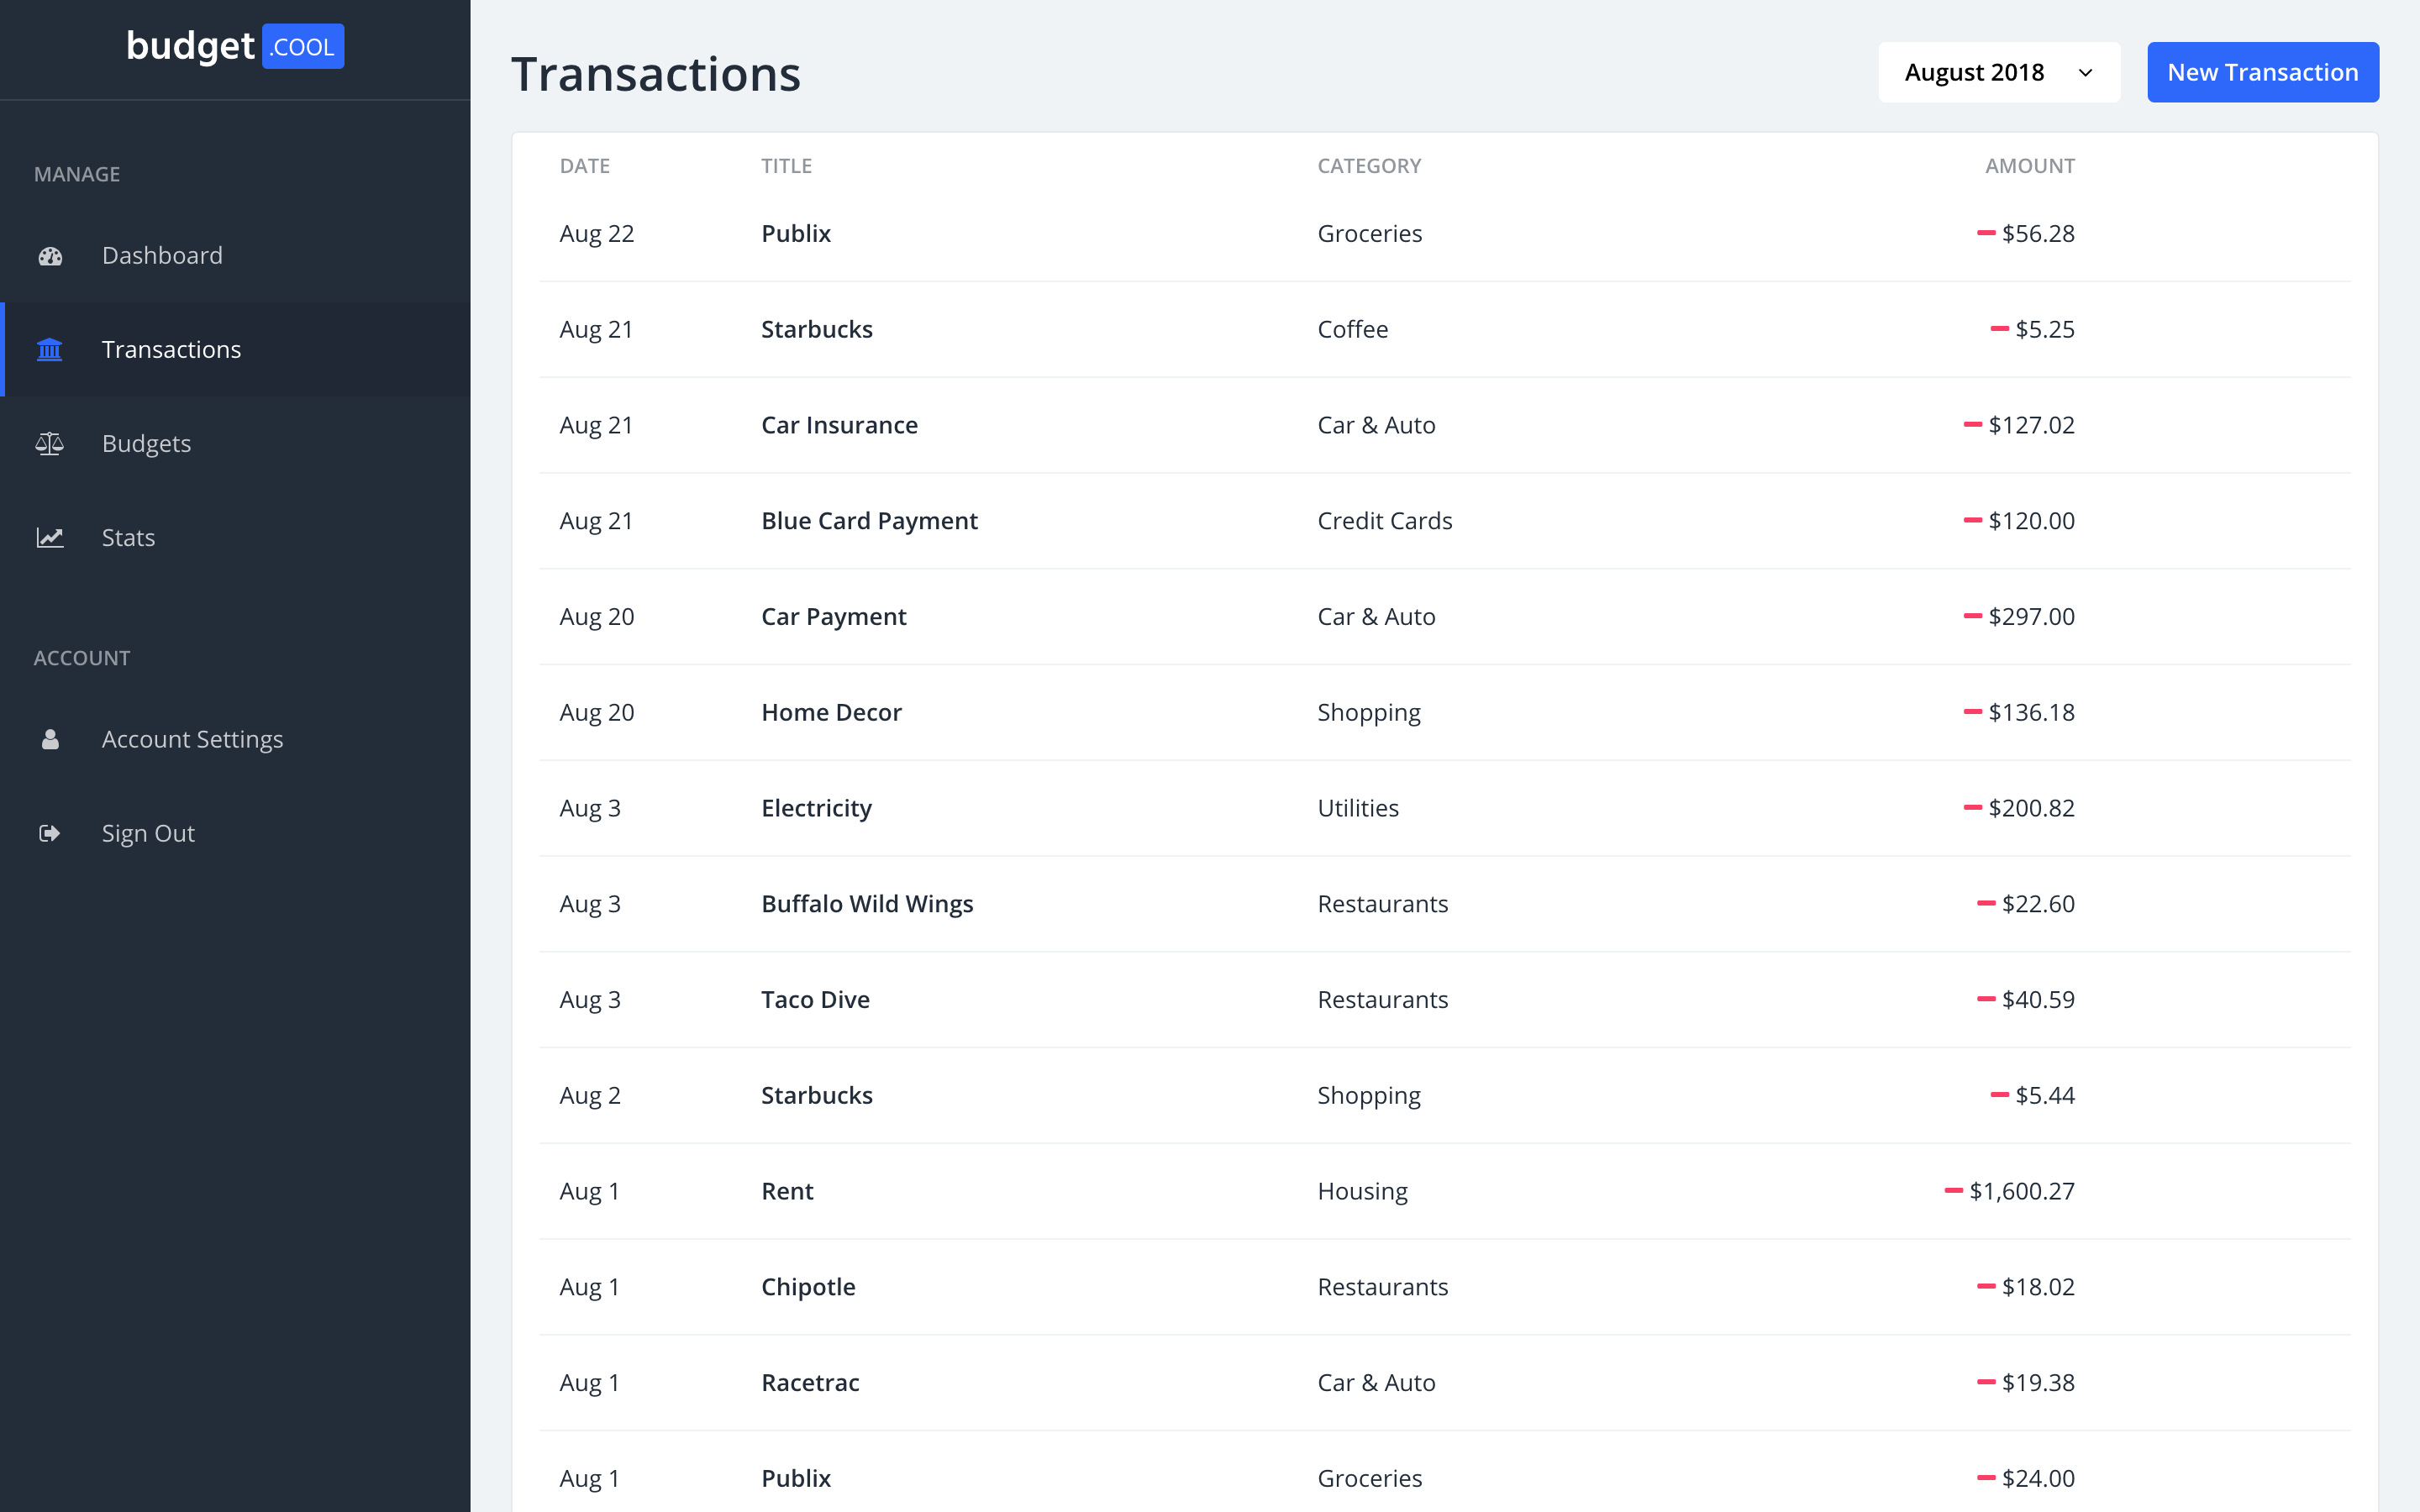 budget .COOL
MANAGE
Dashboard
Transactions
Budgets
Stats
ACCOUNT
Account Settings
Sign Out
Transactions August 2018 New Transaction
DATE TITLE CATEGORY AMOUNT
Aug 22 Publix Groceries - $56.28
Aug 21 Starbucks Coffee - $5.25
Aug 21 Car Insurance Car & Auto - $127.02
Aug 21 Blue Card Payment Credit Cards - $120.00
Aug 20 Car Payment Car & Auto - $297.00
Aug 20 Home Decor Shopping - $136.18
Aug 3 Electricity Utilities - $200.82
Aug 3 Buffalo Wild Wings Restaurants - $22.60
Aug 3 Taco Dive Restaurants - $40.59
Aug 2 Starbucks Shopping - $5.44
Aug 1 Rent Housing - $1,600.27
Aug 1 Chipotle Restaurants - $18.02
Aug 1 Racetrac Car & Auto - $19.38
Aug 1 Publix Groceries - $24.00